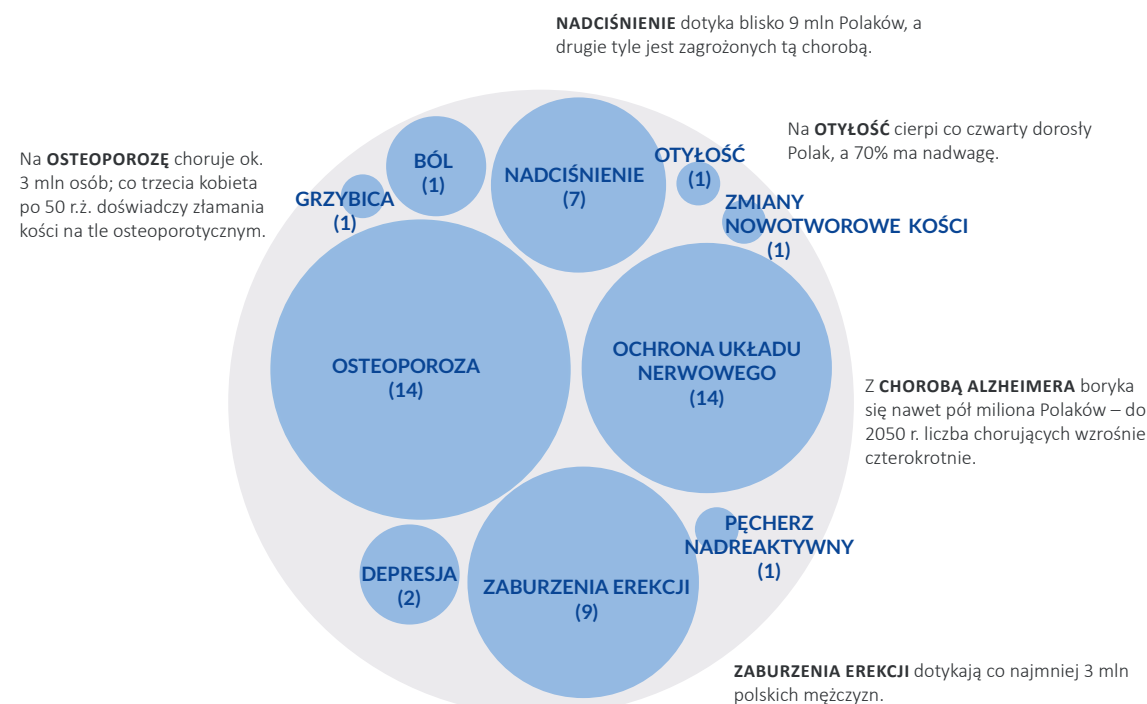 NADCIŚNIENIE dotyka blisko 9 mln Polaków, a
drugie tyle jest zagrożonych tą chorobą.
Na OTYŁOŚĆ cierpi co czwarty dorosły
Polak, a 70% ma nadwagę.
Na OSTEOPOROZĘ choruje ok.
3 mln osób; co trzecia kobieta
po 50 r.ż. doświadczy złamania
kości na tle osteoporotycznym.
BÓL
(1)
NADCIŚNIENIE
(7)
OTYŁOŚĆ
(1)
GRZYBICA
(1)
ZMIANY
NOWOTWOROWE KOŚCI
(1)
OSTEOPOROZA
(14)
OCHRONA UKŁADU
NERWOWEGO
(14)
Z CHOROBĄ ALZHEIMERA boryka
się nawet pół miliona Polaków – do
2050 r. liczba chorujących wzrośnie
czterokrotnie.
PĘCHERZ
NADREAKTYWNY
(1)
DEPRESJA
(2)
ZABURZENIA EREKCJI
(9)
ZABURZENIA EREKCJI dotykają co najmniej 3 mln
polskich mężczyzn.